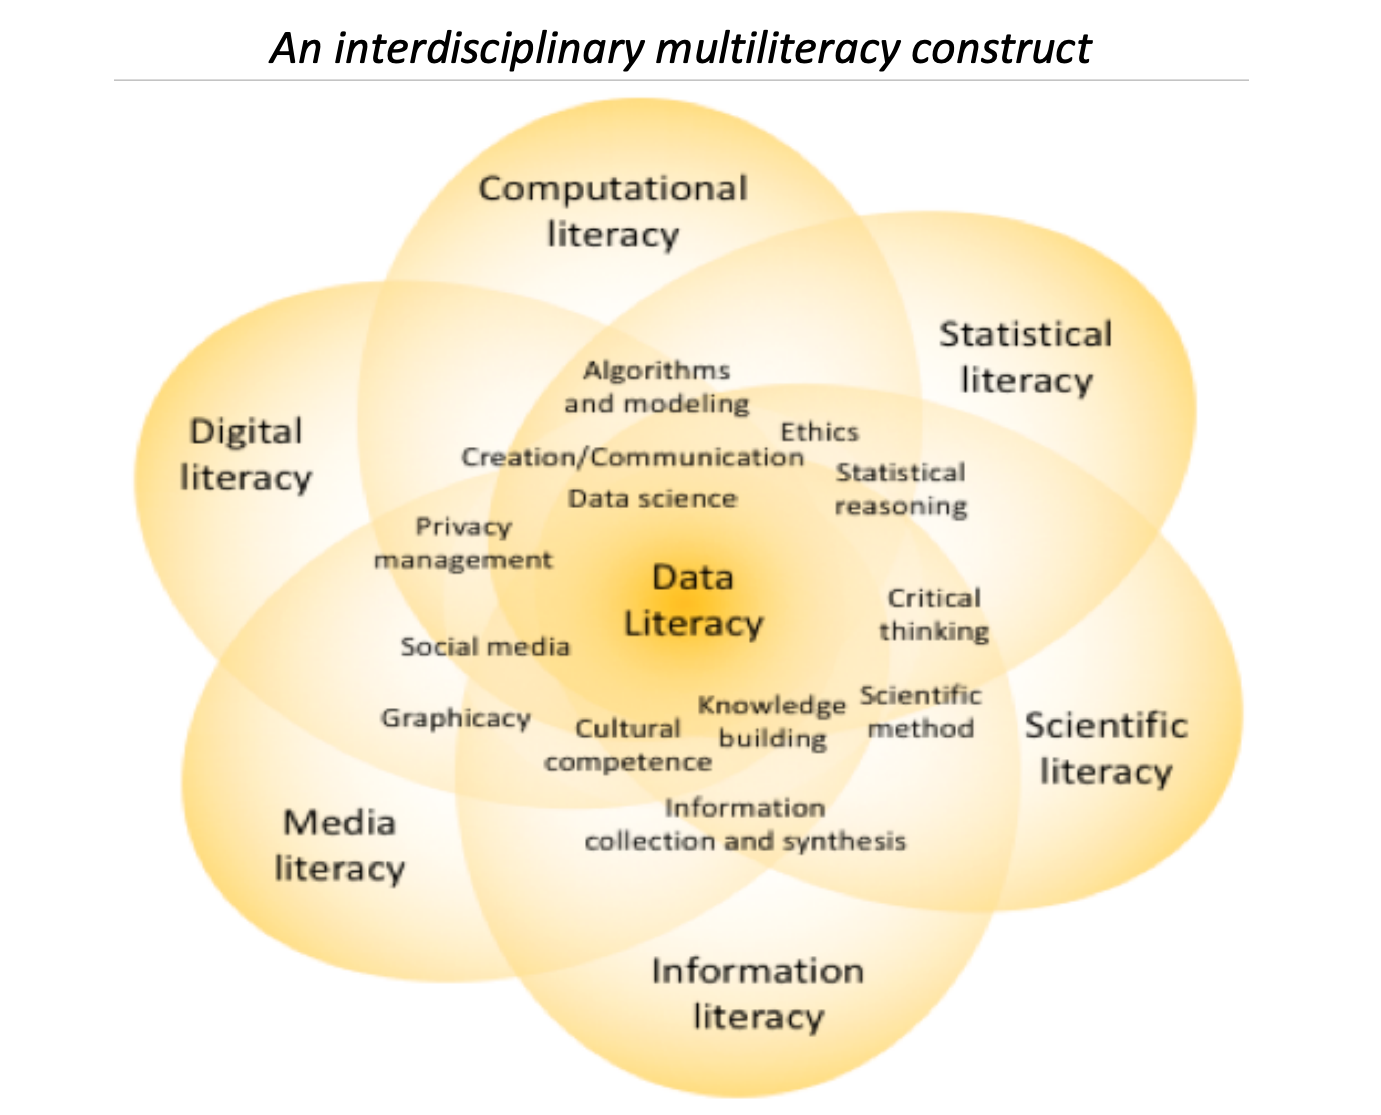 An interdisciplinary multiliteracy construct
Computational
literacy
Statistical
literacy
Digital
literacy
Algorithms
and modeling
Ethics
Creation/Communication
Statistical
reasoning
Data science
Privacy
management
Data
Literacy
Critical
thinking
Social media
Graphicacy
Cultural
competence
Knowledge
building
Scientific
method
Scientific
literacy
Information
collection and synthesis
Media
literacy
Information
literacy